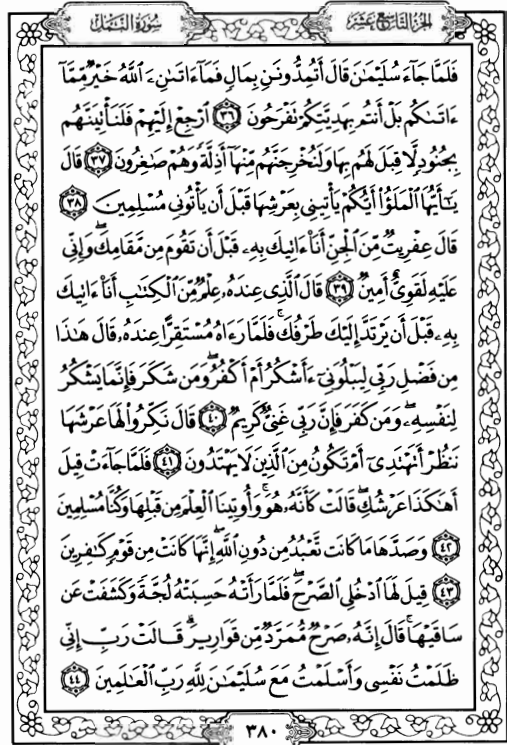 الجزء التاسع عشر
سورة النمل
فَلَمَّا جَآءَ سُلَيْمَٰنَ قَالَ أَتُمِدُّونَنِ بِمَالٍ فَمَآ ءَاتَىٰنِۦَ ٱللَّهُ خَيْرٌ مِّمَّآ
ءَاتَىٰكُم بَلْ أَنتُم بِهَدِيَّتِكُمْ تَفْرَحُونَ ٣٦ ٱرْجِعْ إِلَيْهِمْ فَلَنَأْتِيَنَّهُم
بِجُنُودٍ لَّا قِبَلَ لَهُم بِهَا وَلَنُخْرِجَنَّهُم مِّنْهَآ أَذِلَّةً وَهُمْ صَٰغِرُونَ ٣٧ قَالَ
يَٰٓأَيُّهَا ٱلْمَلَؤُا۟ أَيُّكُمْ يَأْتِينِى بِعَرْشِهَا قَبْلَ أَن يَأْتُونِى مُسْلِمِينَ ٣٨
قَالَ عِفْرِيتٌ مِّنَ ٱلْجِنِّ أَنَا۠ ءَاتِيكَ بِهِۦ قَبْلَ أَن تَقُومَ مِن مَّقَامِكَ ۖ وَإِنِّى
عَلَيْهِ لَقَوِىٌّ أَمِينٌ ٣٩ قَالَ ٱلَّذِى عِندَهُۥ عِلْمٌ مِّنَ ٱلْكِتَٰبِ أَنَا۠ ءَاتِيكَ
بِهِۦ قَبْلَ أَن يَرْتَدَّ إِلَيْكَ طَرْفُكَ ۚ فَلَمَّا رَءَاهُ مُسْتَقِرًّا عِندَهُۥ قَالَ هَٰذَا
مِن فَضْلِ رَبِّى لِيَبْلُوَنِىٓ ءَأَشْكُرُ أَمْ أَكْفُرُ ۖ وَمَن شَكَرَ فَإِنَّمَا يَشْكُرُ
لِنَفْسِهِۦ ۖ وَمَن كَفَرَ فَإِنَّ رَبِّى غَنِىٌّ كَرِيمٌ ٤٠ قَالَ نَكِّرُوا۟ لَهَا عَرْشَهَا
نَنظُرْ أَتَهْتَدِىٓ أَمْ تَكُونُ مِنَ ٱلَّذِينَ لَا يَهْتَدُونَ ٤١ فَلَمَّا جَآءَتْ قِيلَ
أَهَٰكَذَا عَرْشُكِ ۖ قَالَتْ كَأَنَّهُۥ هُوَ ۚ وَأُوتِينَا ٱلْعِلْمَ مِن قَبْلِهَا وَكُنَّا مُسْلِمِينَ
٤٢ وَصَدَّهَا مَا كَانَت تَّعْبُدُ مِن دُونِ ٱللَّهِ ۖ إِنَّهَا كَانَتْ مِن قَوْمٍ كَٰفِرِينَ
٤٣ قِيلَ لَهَا ٱدْخُلِى ٱلصَّرْحَ ۖ فَلَمَّا رَأَتْهُ حَسِبَتْهُ لُجَّةً وَكَشَفَتْ عَن
سَاقَيْهَا ۚ قَالَ إِنَّهُۥ صَرْحٌ مُّمَرَّدٌ مِّن قَوَارِيرَ ۗ قَالَتْ رَبِّ إِنِّى
ظَلَمْتُ نَفْسِى وَأَسْلَمْتُ مَعَ سُلَيْمَٰنَ لِلَّهِ رَبِّ ٱلْعَٰلَمِينَ ٤٤
٣٨٠